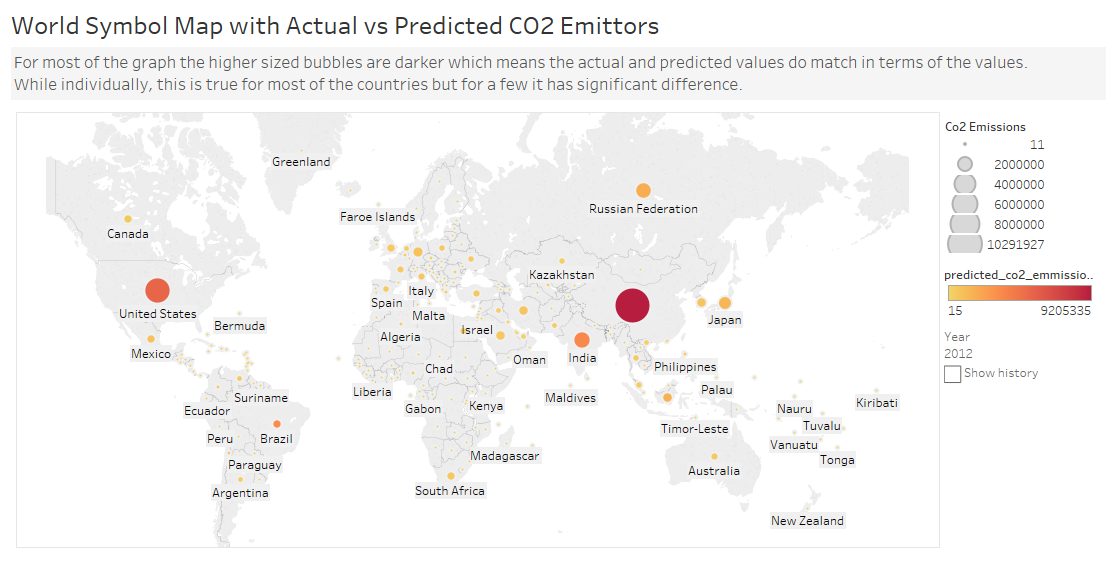 World Symbol Map with Actual vs Predicted CO2 Emittors
For most of the graph the higher sized bubbles are darker which means the actual and predicted values do match in terms of the values.
While individually, this is true for most of the countries but for a few it has significant difference.
Greenland
Faroe Islands
Russian Federation
Canada
Kazakhstan
Italy
Spain
United States
Malta
Japan
Bermuda
Israel
Algeria
Mexico
Oman
India
Chad
Philippines
Liberia
Palau
Suriname
Maldives
Kiribati
Ecuador
Gabon
Kenya
Nauru
Timor-Leste
Tuvalu
Peru
Brazil
Vanuatu
Madagascar
Tonga
Paraguay
Australia
Argentina
South Africa
New Zealand
Co2 Emissions
11
2000000
4000000
6000000
8000000
10291927
predicted_co2_emmissio..
15 9205335
Year
2012
Show history